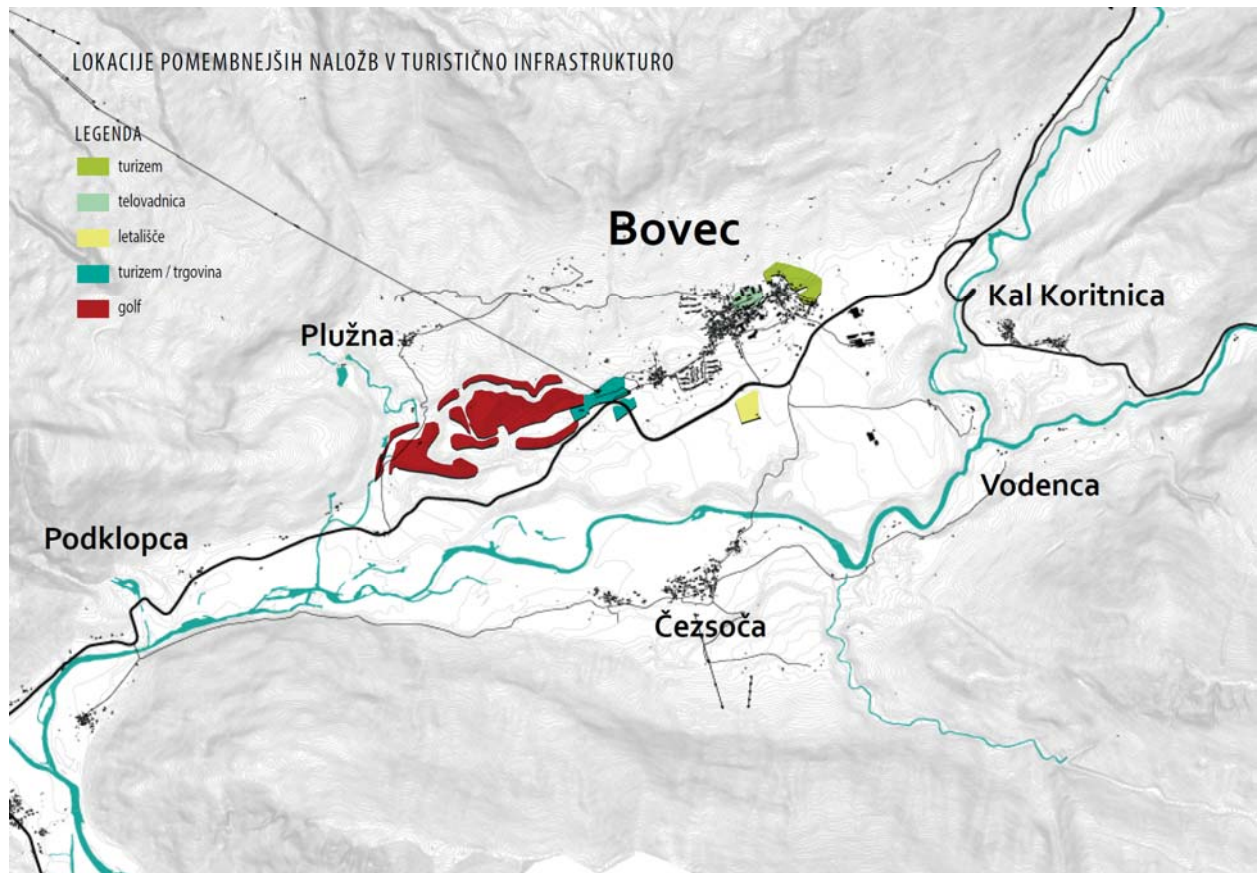 LOKACIJE POMEMBNEJŠIH NALOŽB V TURISTIČNO INFRASTRUKTURO
LEGENDA
turizem
telovadnica
letališče
turizem / trgovina
golf
Bovec
Kal Koritnica
Plužna
Vodenca
Podklopca
Čezsoča